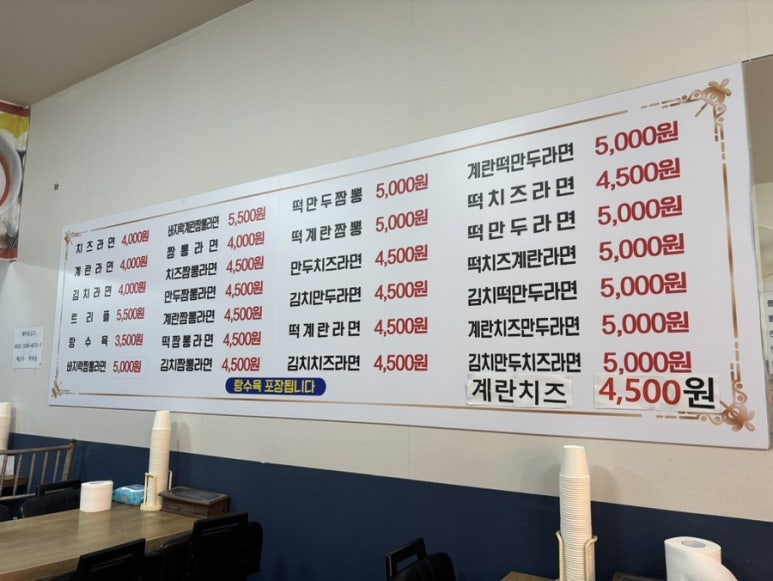 치즈라면 4,000원
계란라면 4,000원
김치라면 4,000원
트리플 5,500원
람수육 3,500원
바지락짬뽕라면 5,000원
바지락계란짬뽕라면 5,500원
짬뽕라면 4,000원
치즈짬뽕라면 4,500원
만두짬뽕라면 4,500원
계란짬뽕라면 4,500원
떡짬뽕라면 4,500원
김치짬뽕라면 4,500원
떡만두짬뽕 5,000원
떡계란짬뽕 5,000원
만두치즈라면 4,500원
김치만두라면 4,500원
떡계란라면 4,500원
김치치즈라면 4,500원
계란떡만두라면 5,000원
떡치즈라면 4,500원
떡만두라면 5,000원
떡치즈계란라면 5,000원
김치떡만두라면 5,000원
계란치즈만두라면 5,000원
김치만두치즈라면 5,000원
계란치즈 4,500원
람수육 포장됩니다